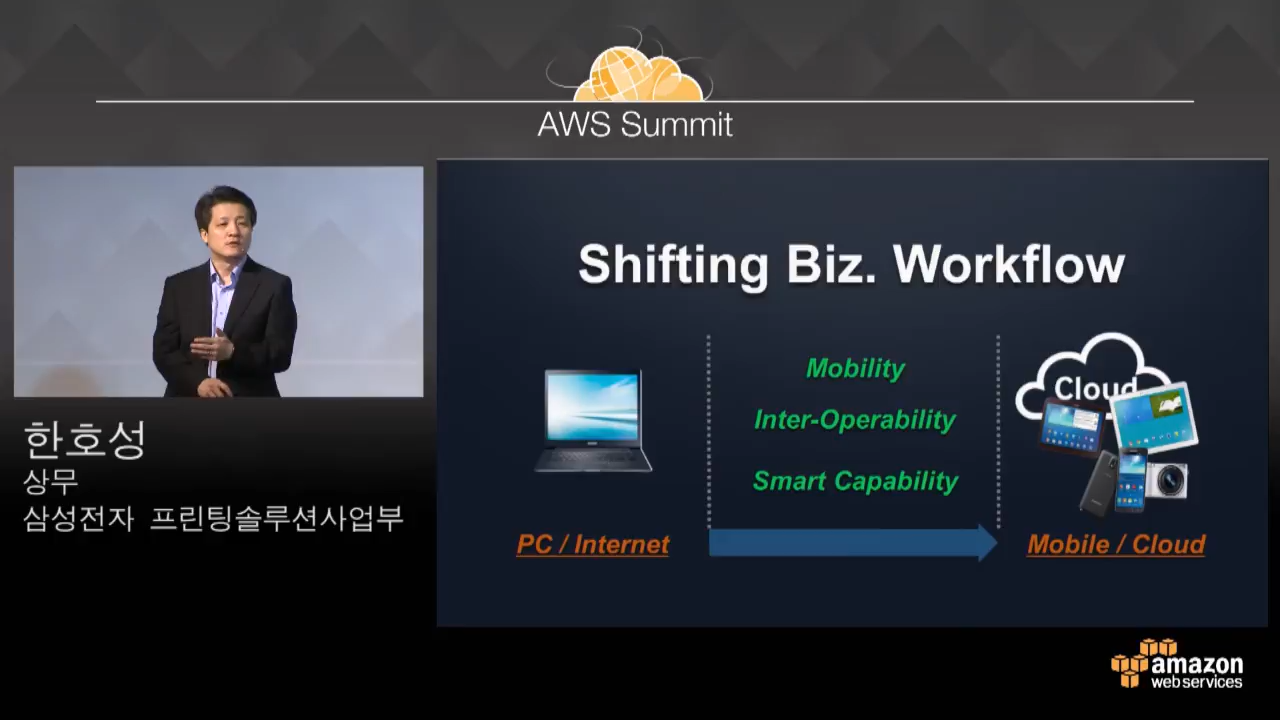 AWS Summit
한호성
상무
삼성전자 프린팅솔루션사업부
Shifting Biz. Workflow
Mobility
Inter-Operability
Smart Capability
PC / Internet
Cloud
Mobile / Cloud
amazon
web services